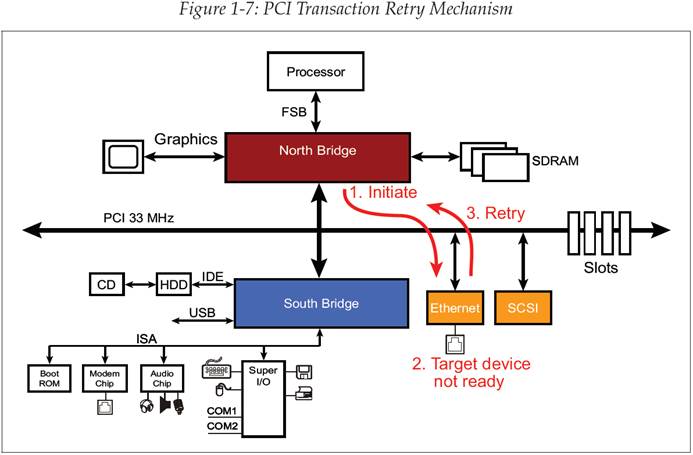 Figure 1-7: PCI Transaction Retry Mechanism
Processor
FSB
Graphics
North Bridge
SDRAM
1. Initiate
3. Retry
PCI 33 MHz
Slots
CD
HDD
IDE
South Bridge
Ethernet
SCSI
USB
ISA
2. Target device
not ready
Boot
ROM
Modem
Chip
Audio
Chip
Super
I/O
COM1
COM2